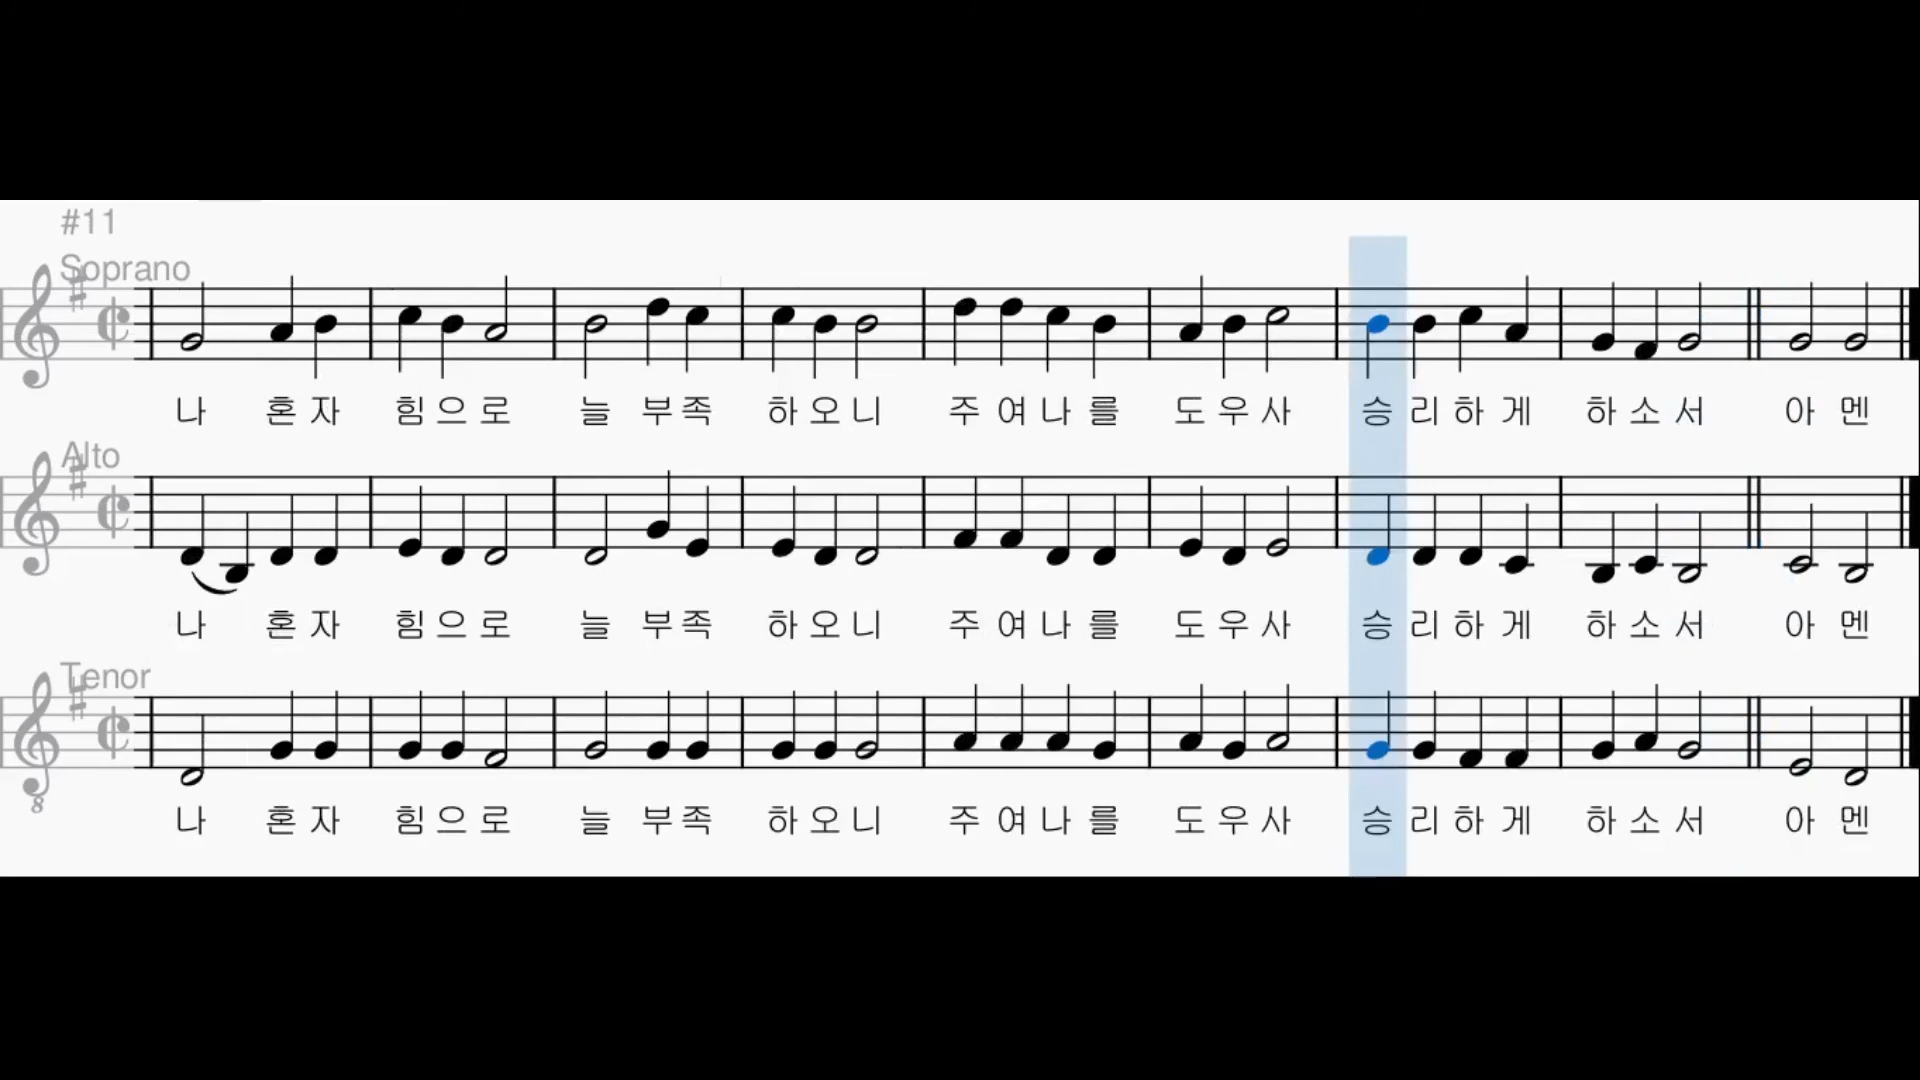 #11
Soprano
나 혼 자 힘 으 로 늘 부 족 하 오 니 주 여 나 를 도 우 사 승 리 하 게 하 소 서 아 멘
Alto
나 혼 자 힘 으 로 늘 부 족 하 오 니 주 여 나 를 도 우 사 승 리 하 게 하 소 서 아 멘
Tenor
8
나 혼 자 힘 으 로 늘 부 족 하 오 니 주 여 나 를 도 우 사 승 리 하 게 하 소 서 아 멘